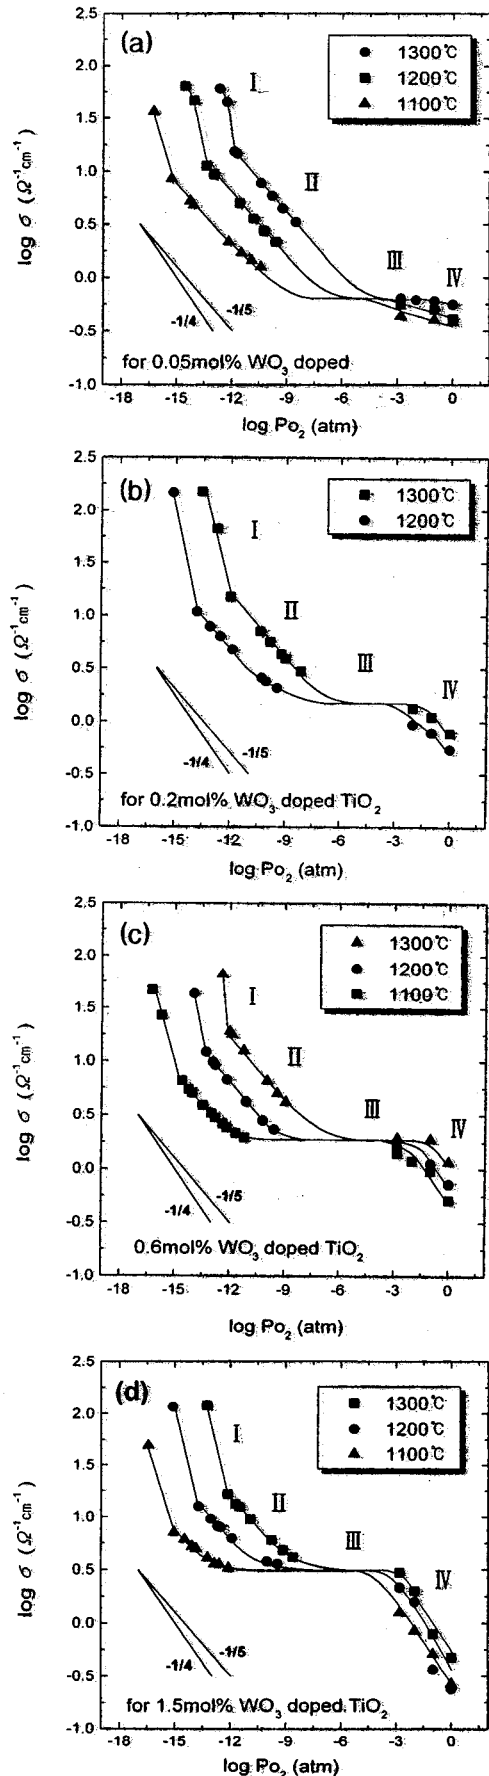 (a)
I
1300℃
1200℃
1100℃
II
III
IV
log σ (Ω⁻¹cm⁻¹)
2.5
2.0
1.5
1.0
0.5
0.0
-0.5
-1.0
-1/4
-1/5
for 0.05mol% WO₃ doped
-18 -15 -12 -9 -6 -3 0
log Po₂ (atm)
(b)
I
1300℃
1200℃
II
III
IV
log σ (Ω⁻¹cm⁻¹)
2.5
2.0
1.5
1.0
0.5
0.0
-0.5
-1.0
-1/4
-1/5
for 0.2mol% WO₃ doped TiO₂
-18 -15 -12 -9 -6 -3 0
log Po₂ (atm)
(c)
I
1300℃
1200℃
1100℃
II
III
IV
log σ (Ω⁻¹cm⁻¹)
2.5
2.0
1.5
1.0
0.5
0.0
-0.5
-1.0
-1/4
-1/5
0.6mol% WO₃ doped TiO₂
-18 -15 -12 -9 -6 -3 0
log Po₂ (atm)
(d)
I
1300℃
1200℃
1100℃
II
III
IV
log σ (Ω⁻¹cm⁻¹)
2.5
2.0
1.5
1.0
0.5
0.0
-0.5
-1.0
-1/4
-1/5
for 1.5mol% WO₃ doped TiO₂
-18 -15 -12 -9 -6 -3 0
log Po₂ (atm)